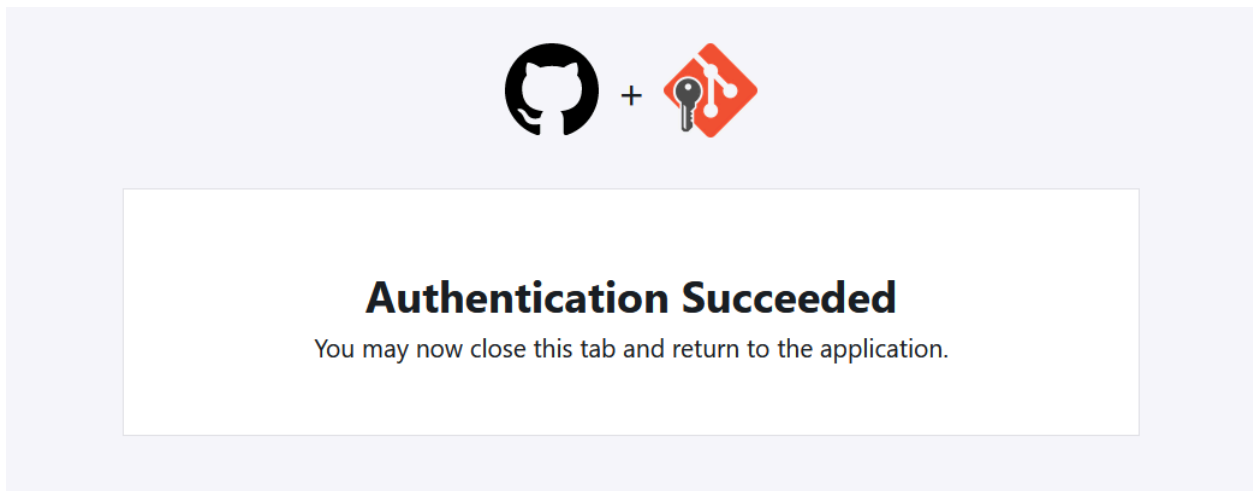 +
Authentication Succeeded
You may now close this tab and return to the application.